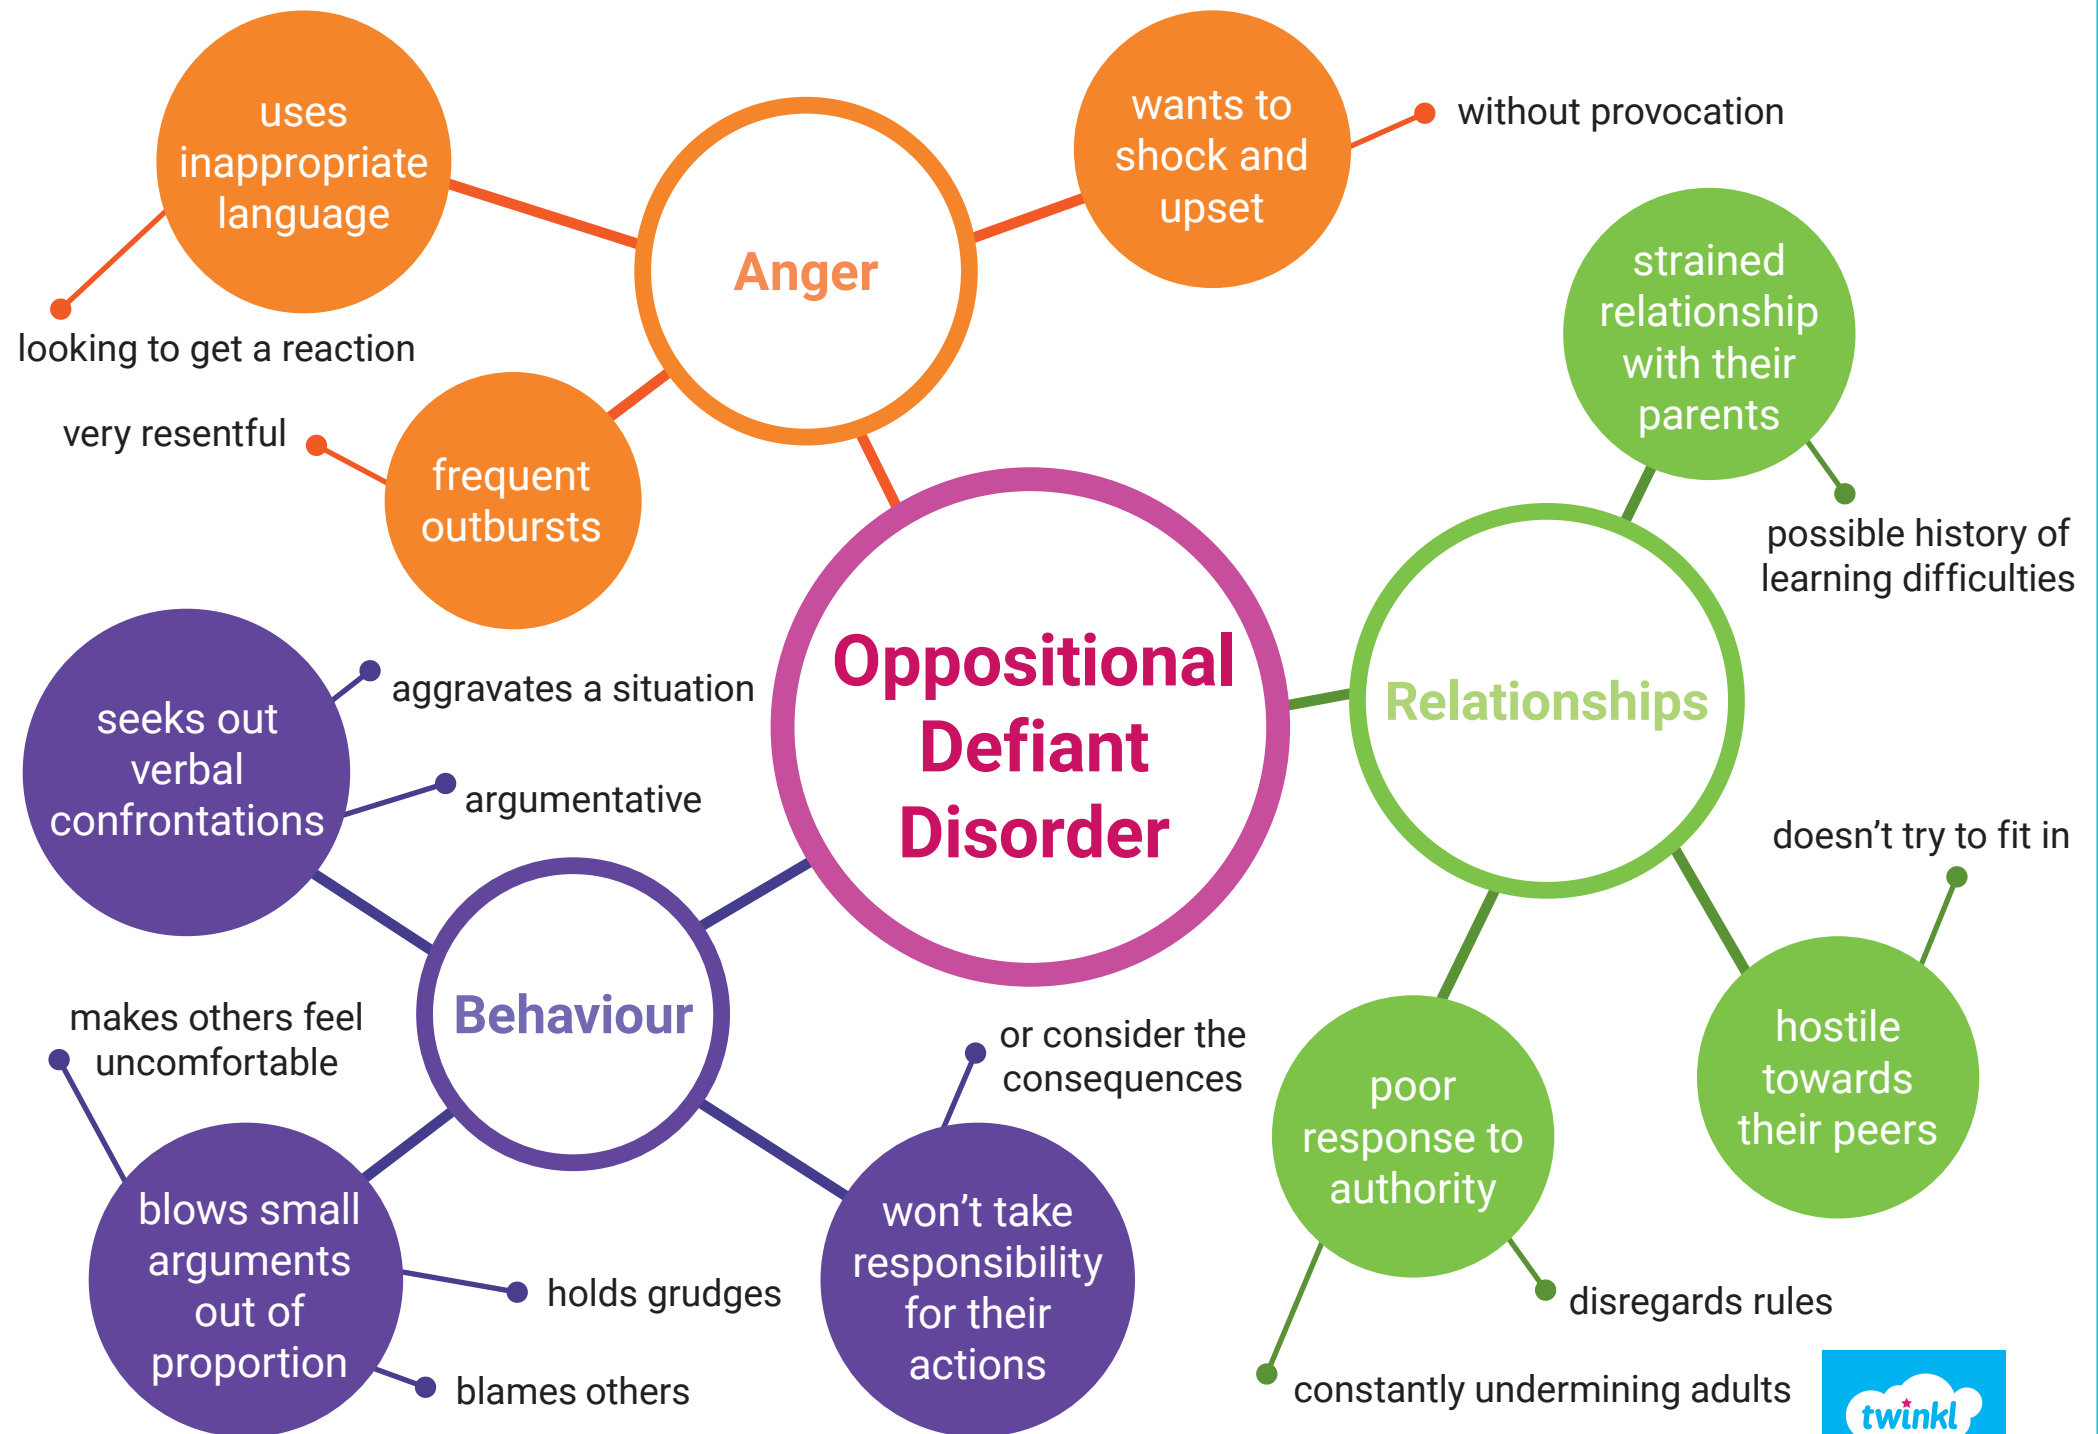 uses
inappropriate
language
looking to get a reaction
Anger
wants to
shock and
upset
without provocation
very resentful
frequent
outbursts
strained
relationship
with their
parents
possible history of
learning difficulties
Oppositional
Defiant
Disorder
Relationships
seeks out
verbal
confrontations
aggravates a situation
argumentative
Behaviour
makes others feel
uncomfortable
blows small
arguments
out of
proportion
holds grudges
blames others
or consider the
consequences
won't take
responsibility
for their
actions
doesn't try to fit in
hostile
towards
their peers
poor
response to
authority
disregards rules
constantly undermining adults
twinkl